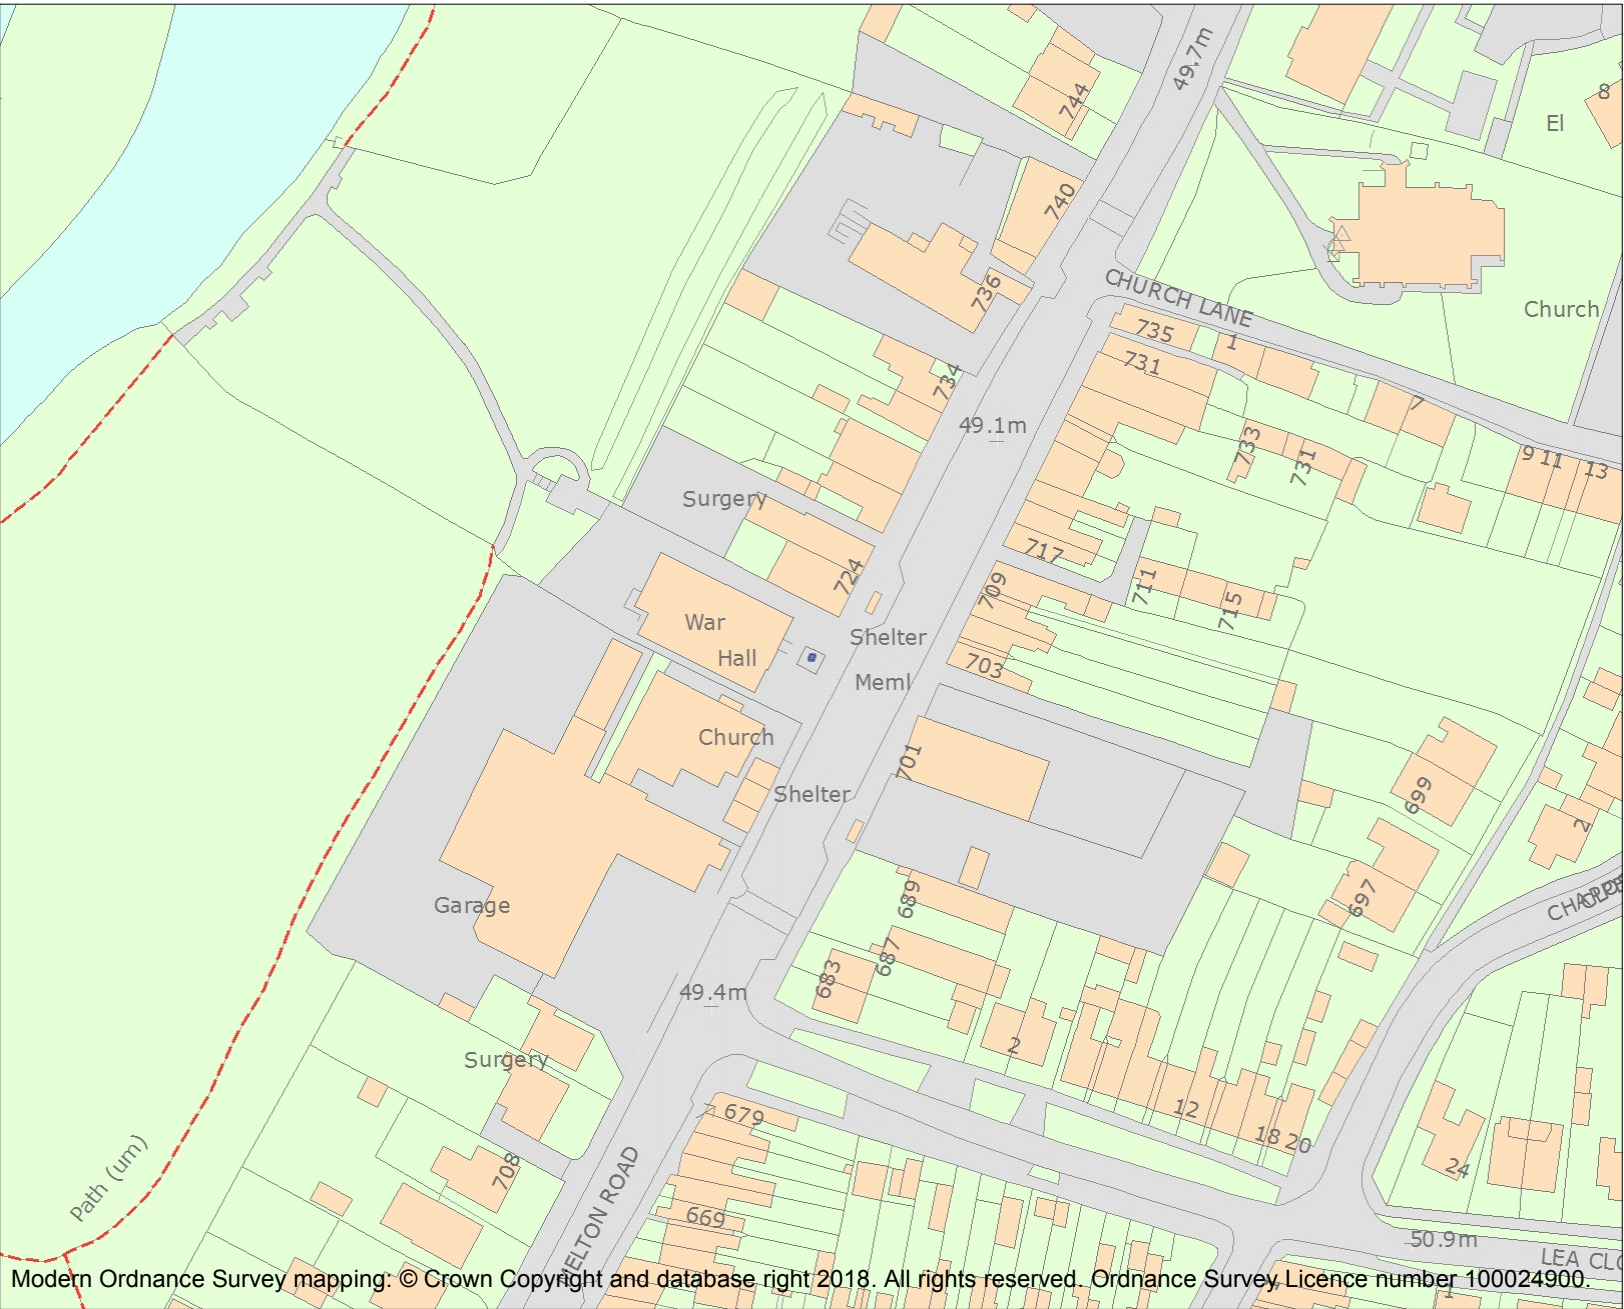 49.7m
744
8
El
740
CHURCH LANE
736
Church
735
1
731
734
7
49.1m
733
731
9 11
13
Surgery
717
724
709
711
715
War
Hall
Shelter
Meml
703
Church
701
Shelter
699
2
697
689
Garage
687
683
49.4m
2
Surgery
679
12
18 20
24
Path (um)
708
MELTON ROAD
669
50.9m
LEA CLO
1
Modern Ordnance Survey mapping: © Crown Copyright and database right 2018. All rights reserved. Ordnance Survey Licence number 100024900.